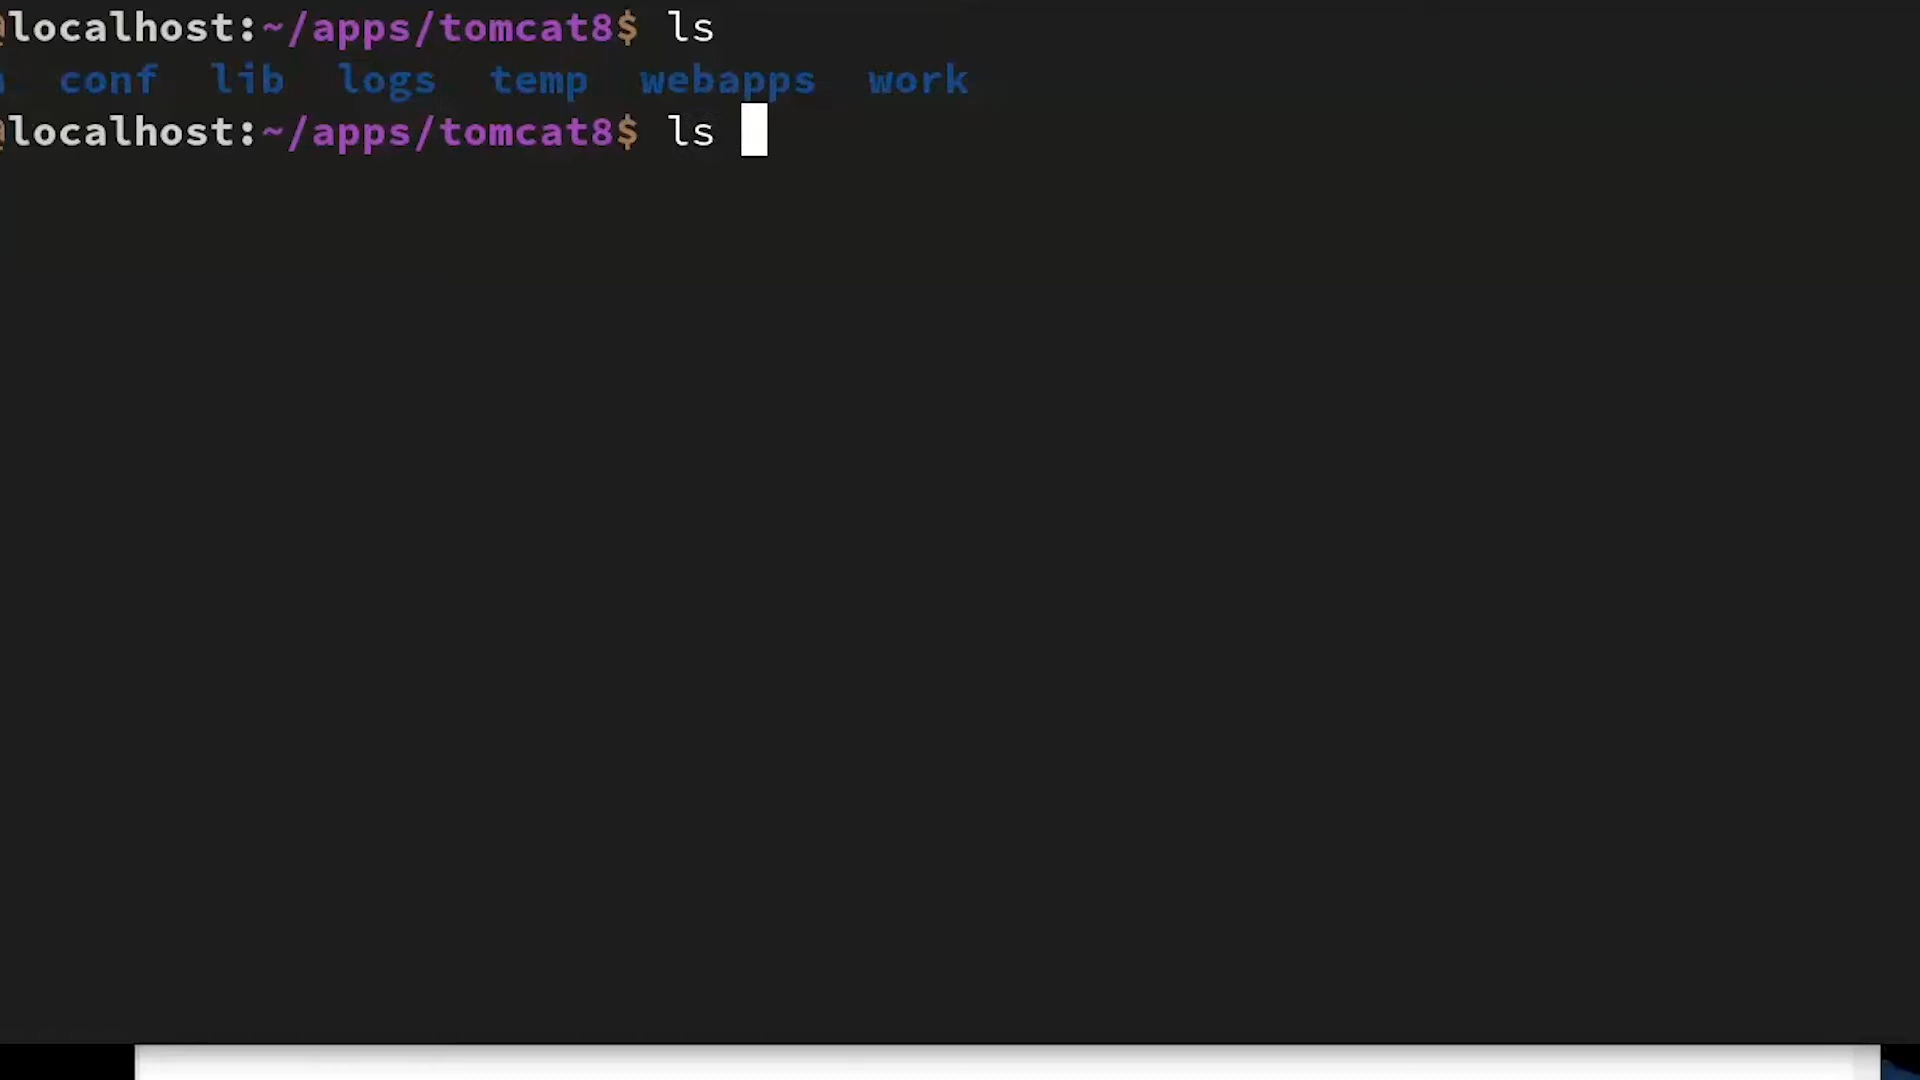 @localhost:~/apps/tomcat8$ ls
conf lib logs temp webapps work
@localhost:~/apps/tomcat8$ ls